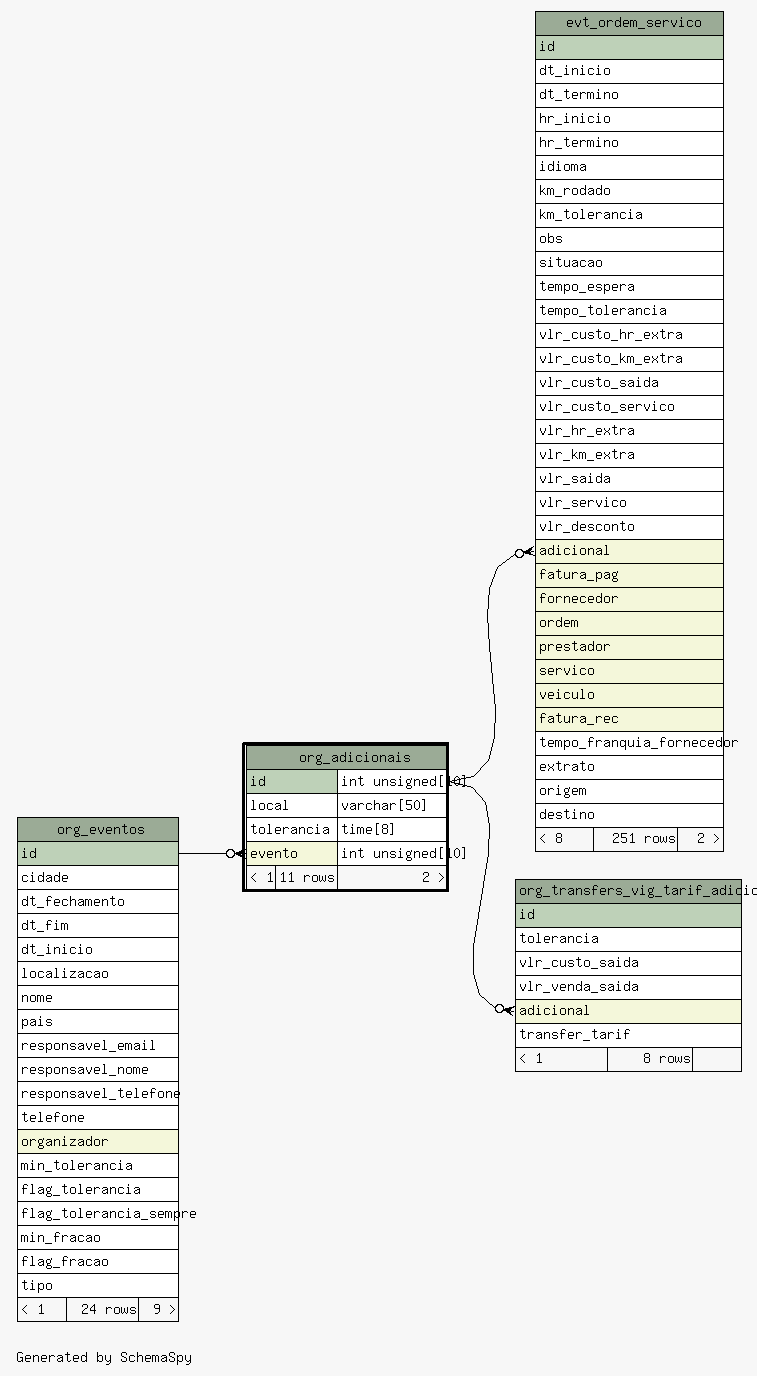 evt_ordem_servico
id
dt_inicio
dt_termino
hr_inicio
hr_termino
idioma
km_rodado
km_tolerancia
obs
situacao
tempo_espera
tempo_tolerancia
vlr_custo_hr_extra
vlr_custo_km_extra
vlr_custo_saida
vlr_custo_servico
vlr_hr_extra
vlr_km_extra
vlr_saida
vlr_servico
vlr_desconto
adicional
fatura_pag
fornecedor
ordem
prestador
servico
veiculo
fatura_rec
tempo_franquia_fornecedor
extrato
origem
destino
< 8 251 rows 2 >
org_adicionais
id int unsigned[10]
local varchar[50]
tolerancia time[8]
evento int unsigned[10]
< 1 11 rows 2 >
org_eventos
id
cidade
dt_fechamento
dt_fim
dt_inicio
localizacao
nome
pais
responsavel_email
responsavel_nome
responsavel_telefone
telefone
organizador
min_tolerancia
flag_tolerancia
flag_tolerancia_sempre
min_fracao
flag_fracao
tipo
< 1 24 rows 9 >
org_transfers_vig_tarif_adic
id
tolerancia
vlr_custo_saida
vlr_venda_saida
adicional
transfer_tarif
< 1 8 rows
Generated by SchemaSpy